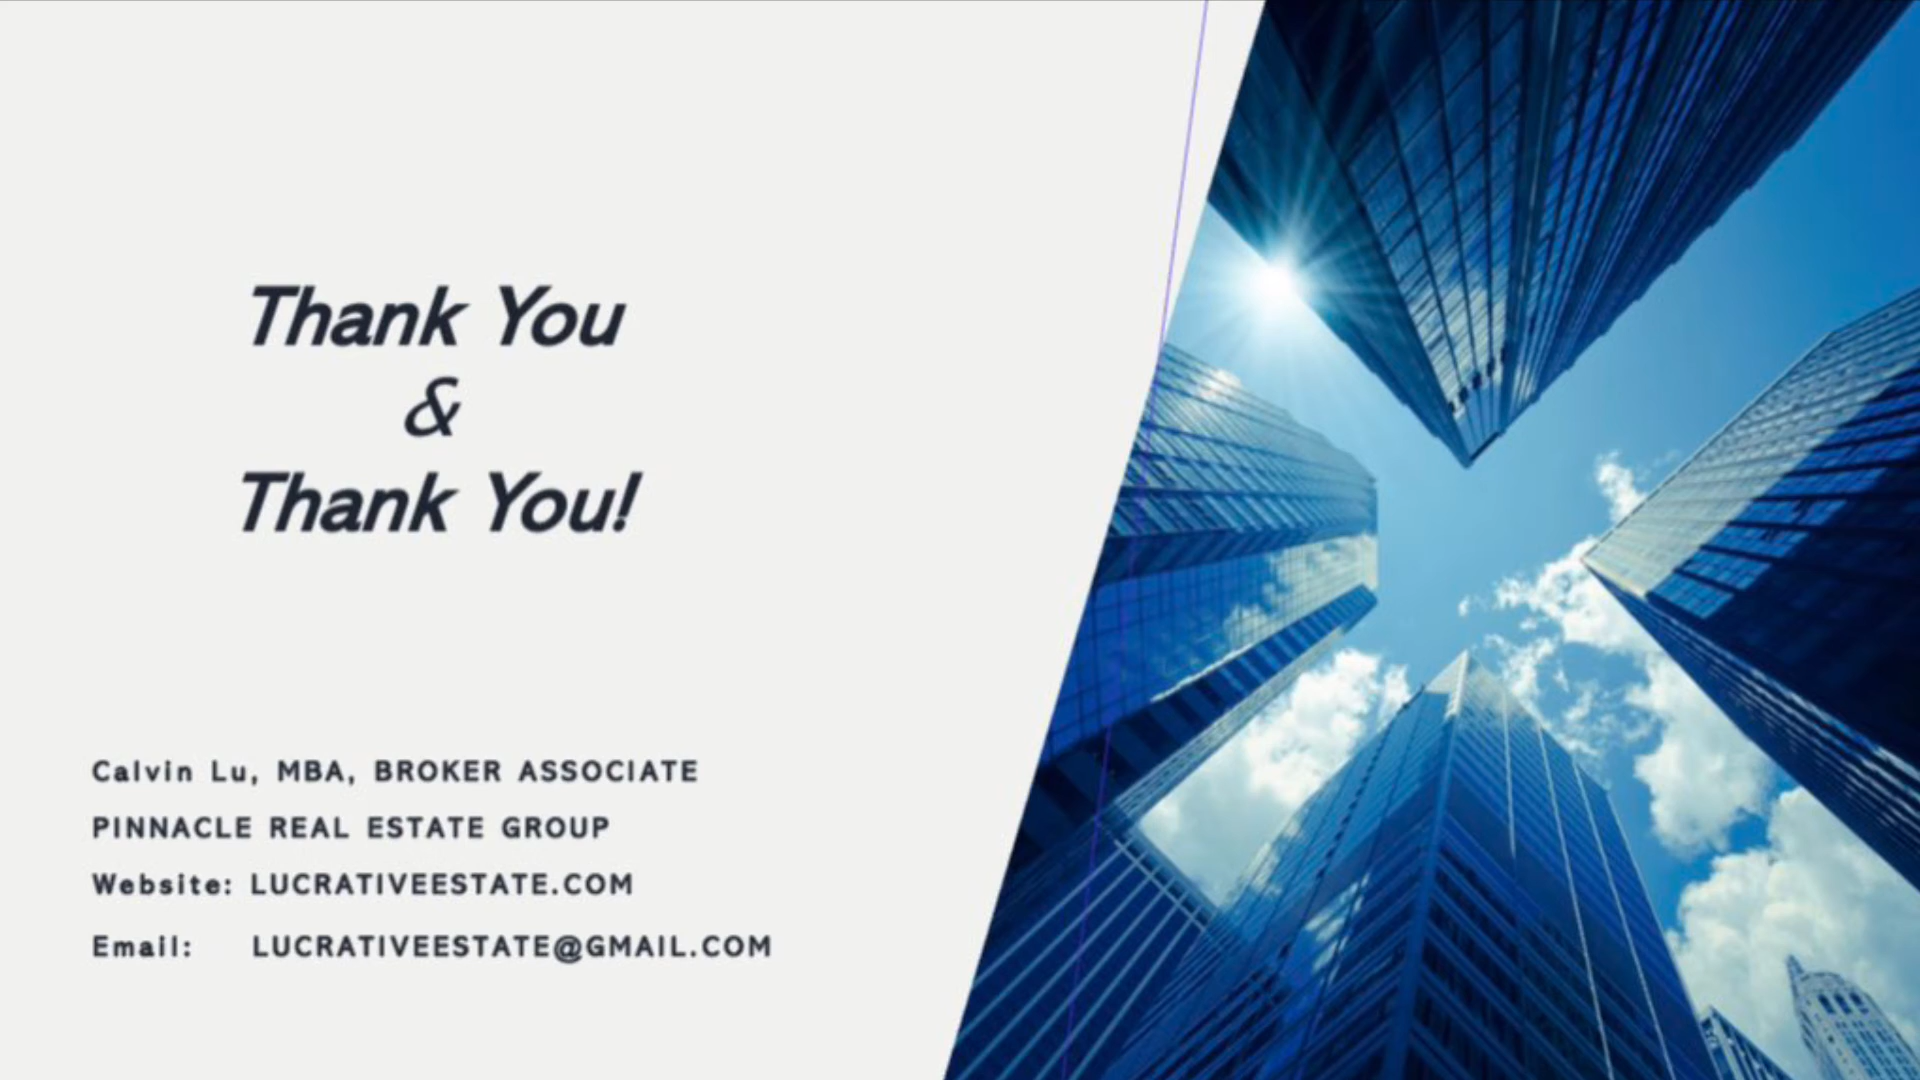 Thank You
&
Thank You!
Calvin Lu, MBA, BROKER ASSOCIATE
PINNACLE REAL ESTATE GROUP
Website: LUCRATIVEESTATE.COM
Email: LUCRATIVEESTATE@GMAIL.COM